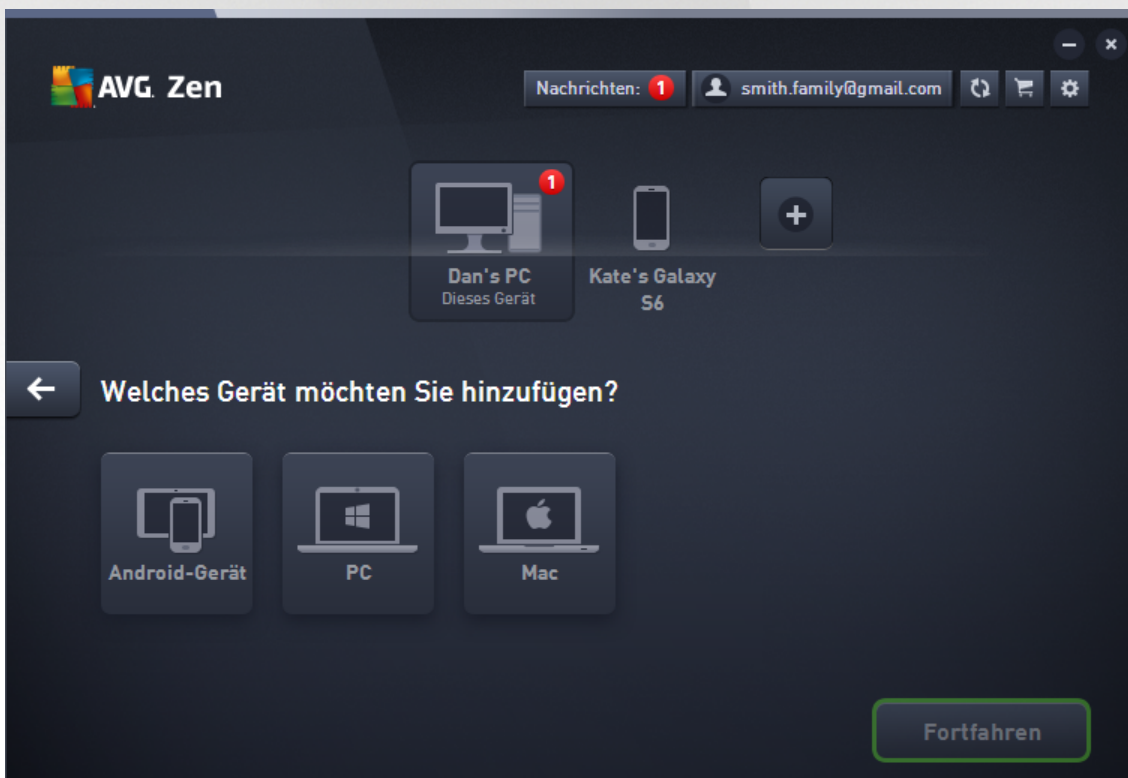 AVG. Zen
Nachrichten: 1
smith.family@gmail.com
1
Dan's PC
Dieses Gerät
Kate's Galaxy
S6
Welches Gerät möchten Sie hinzufügen?
Android-Gerät
PC
Mac
Fortfahren